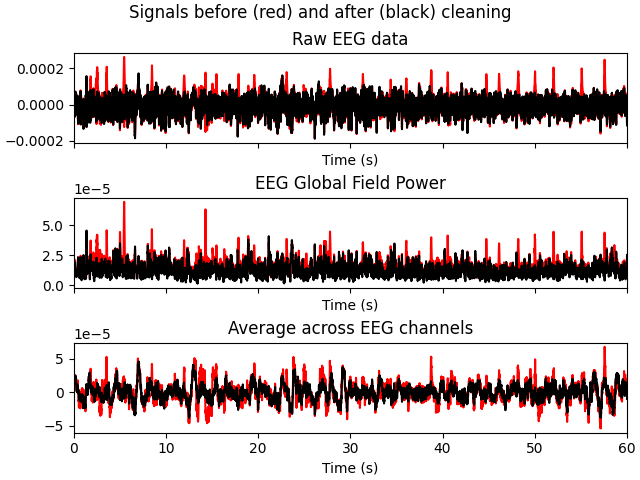 Signals before (red) and after (black) cleaning
Raw EEG data
0.0002
0.0000
−0.0002
Time (s)
EEG Global Field Power
1e−5
5.0
2.5
0.0
Time (s)
Average across EEG channels
1e−5
5
0
−5
0 10 20 30 40 50 60
Time (s)